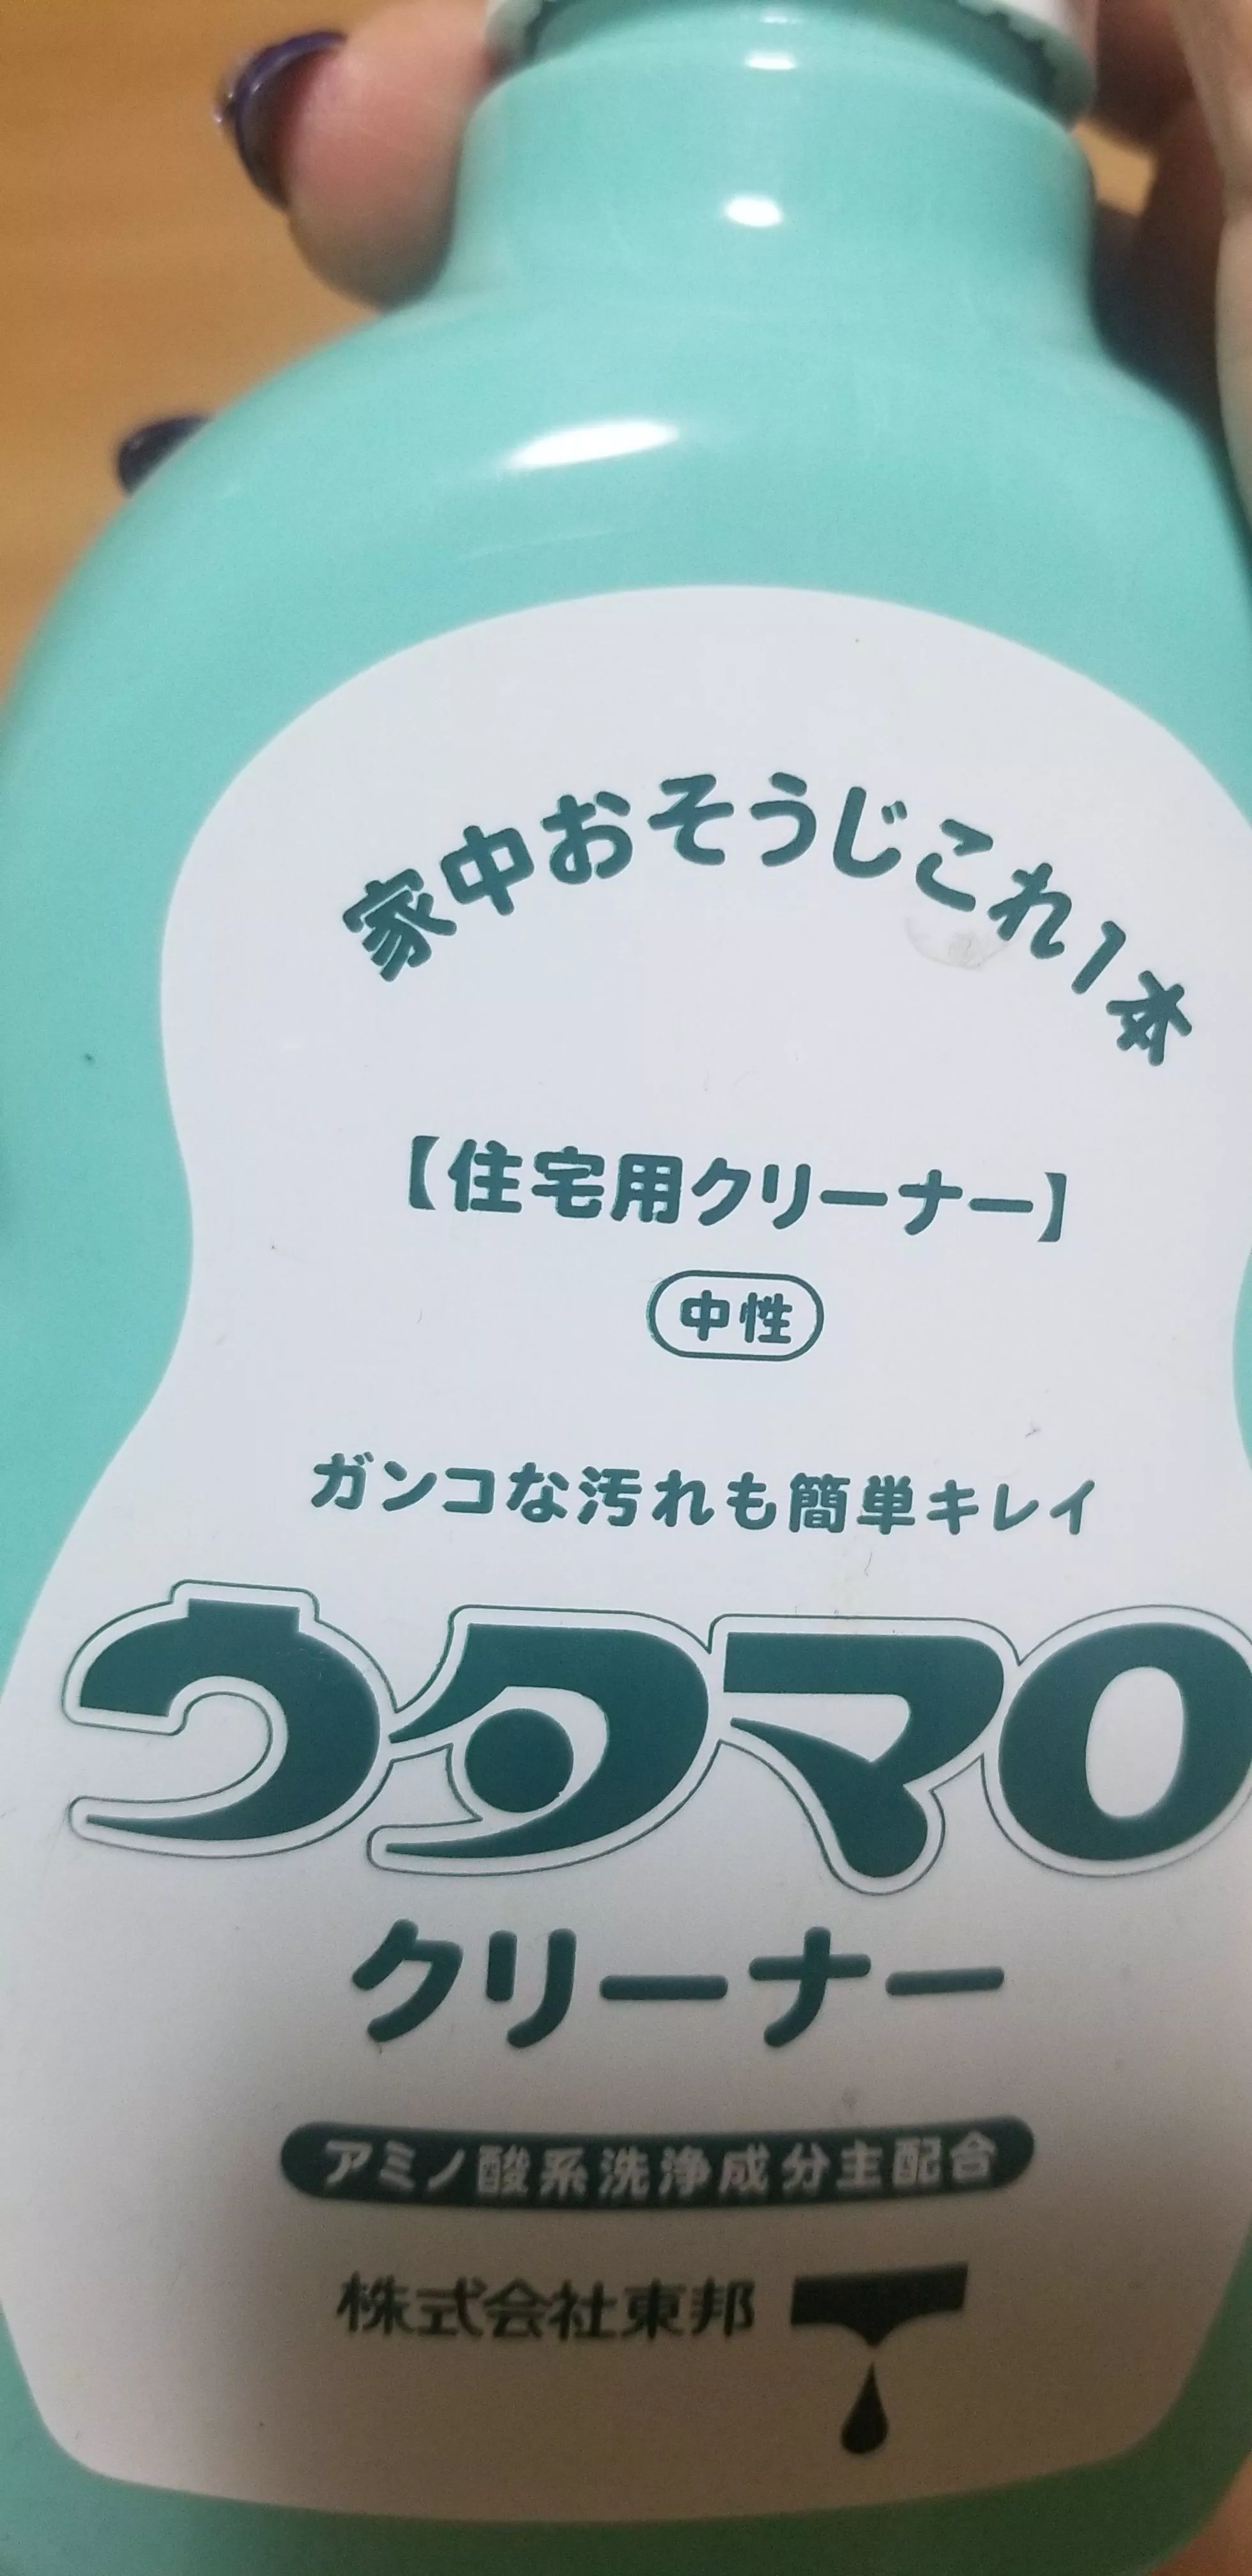 家中おそうじこれ1本
【住宅用クリーナー】
中性
ガンコな汚れも簡単キレイ
ウタマロ
クリーナー
アミノ酸系洗浄成分主配合
株式会社東邦